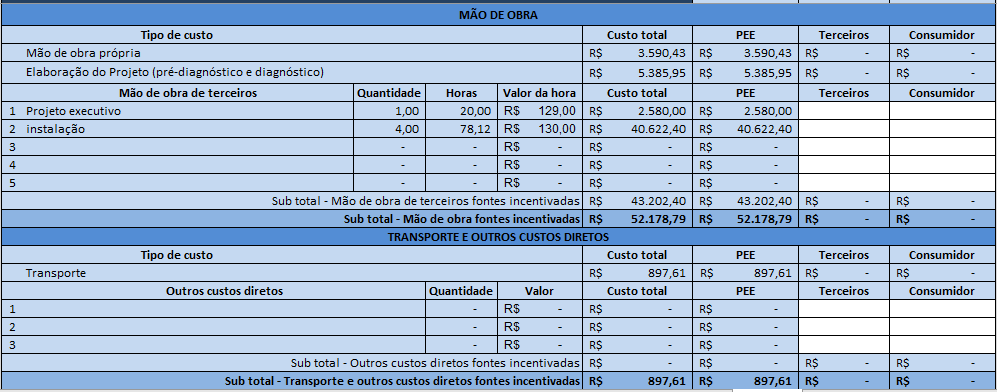 MÃO DE OBRA
Tipo de custo Custo total PEE Terceiros Consumidor
Mão de obra própria R$ 3.590,43 R$ 3.590,43 R$ - R$ -
Elaboração do Projeto (pré-diagnóstico e diagnóstico) R$ 5.385,95 R$ 5.385,95 R$ - R$ -
Mão de obra de terceiros Quantidade Horas Valor da hora Custo total PEE Terceiros Consumidor
1 Projeto executivo 1,00 20,00 R$ 129,00 R$ 2.580,00 R$ 2.580,00
2 instalação 4,00 78,12 R$ 130,00 R$ 40.622,40 R$ 40.622,40
3 - - R$ - R$ - R$ -
4 - - R$ - R$ - R$ -
5 - - R$ - R$ - R$ -
Sub total - Mão de obra de terceiros fontes incentivadas R$ 43.202,40 R$ 43.202,40 R$ - R$ -
Sub total - Mão de obra fontes incentivadas R$ 52.178,79 R$ 52.178,79 R$ - R$ -
TRANSPORTE E OUTROS CUSTOS DIRETOS
Tipo de custo Custo total PEE Terceiros Consumidor
Transporte R$ 897,61 R$ 897,61 R$ - R$ -
Outros custos diretos Quantidade Valor Custo total PEE Terceiros Consumidor
1 - R$ - R$ - R$ -
2 - R$ - R$ - R$ -
3 - R$ - R$ - R$ -
Sub total - Outros custos diretos fontes incentivadas R$ - R$ - R$ - R$ -
Sub total - Transporte e outros custos diretos fontes incentivadas R$ 897,61 R$ 897,61 R$ - R$ -